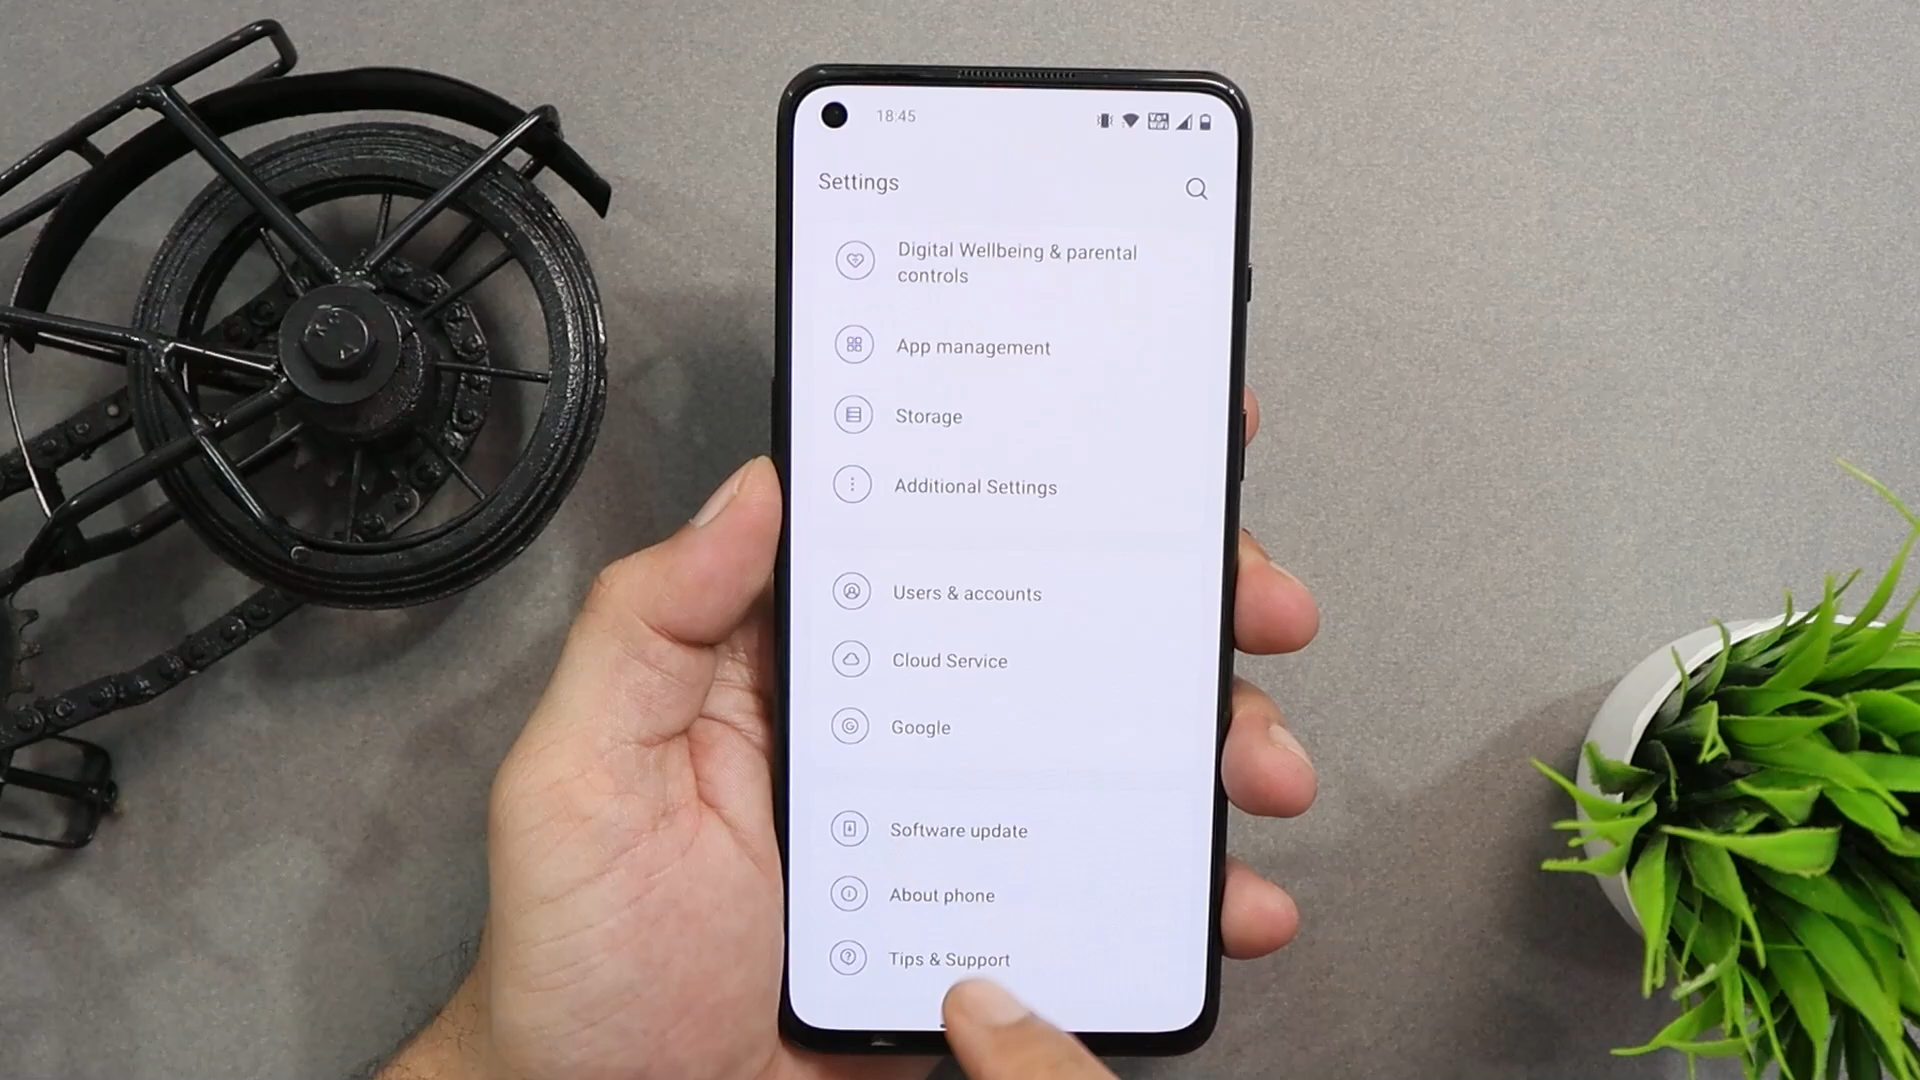 18:45
Settings
Digital Wellbeing & parental
controls
App management
Storage
Additional Settings
Users & accounts
Cloud Service
Google
Software update
About phone
Tips & Support